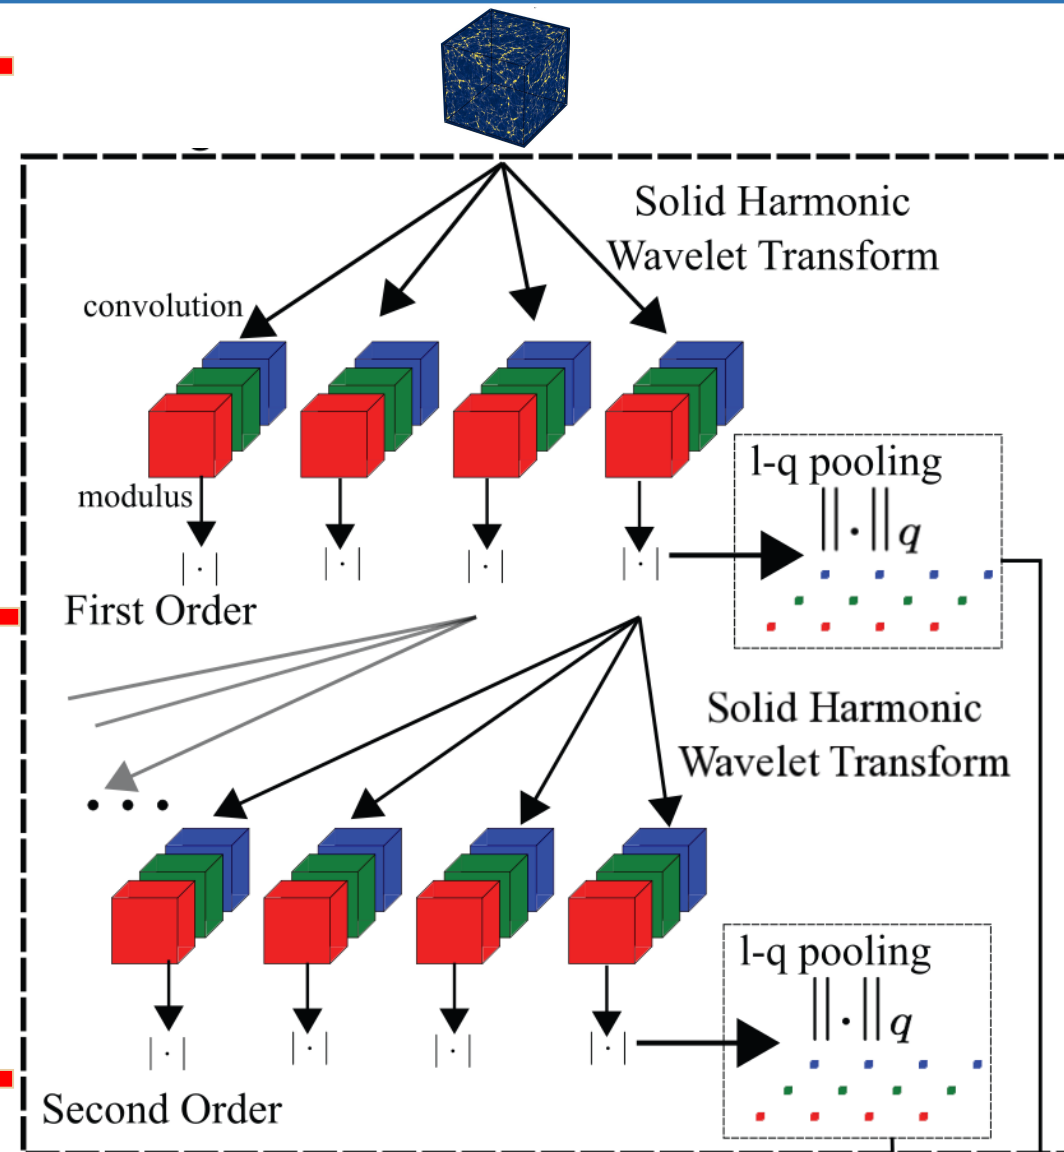 Solid Harmonic
Wavelet Transform
convolution
modulus
|·| |·| |·| |·|
l-q pooling
||·||q
First Order
Solid Harmonic
Wavelet Transform
• • •
|·| |·| |·| |·|
l-q pooling
||·||q
Second Order